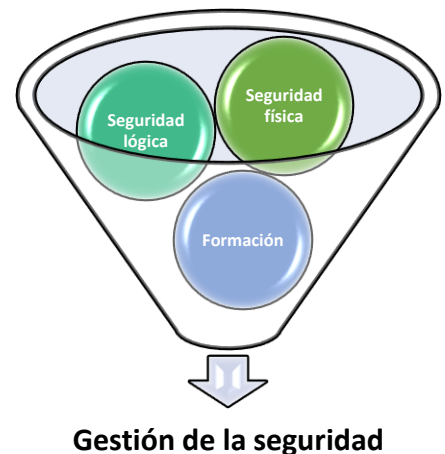 Seguridad
lógica
Seguridad
física
Formación
Gestión de la seguridad